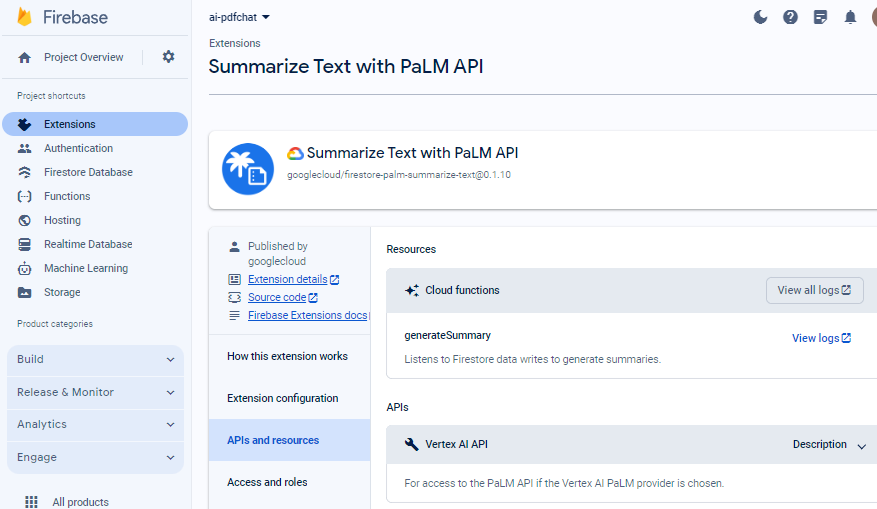 Firebase
ai-pdfchat
Project Overview
Extensions
Summarize Text with PaLM API
Project shortcuts
Extensions
Authentication
Firestore Database
Functions
Hosting
Realtime Database
Machine Learning
Storage
Product categories
Build
Release & Monitor
Analytics
Engage
All products
Summarize Text with PaLM API
googlecloud/firestore-palm-summarize-text@0.1.10
Published by
googlecloud
Extension details
Source code
Firebase Extensions docs
How this extension works
Extension configuration
APIs and resources
Access and roles
Resources
Cloud functions
View all logs
generateSummary
View logs
Listens to Firestore data writes to generate summaries.
APIs
Vertex AI API
Description
For access to the PaLM API if the Vertex AI PaLM provider is chosen.